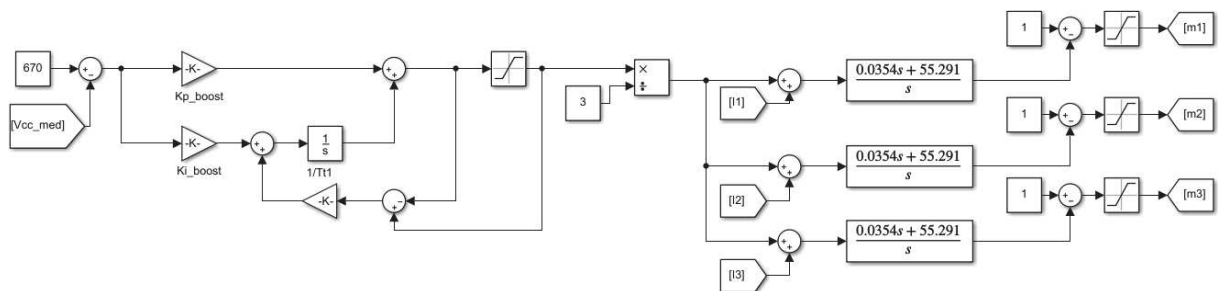 670
[Vcc_med]
-K-
Kp_boost
-K-
Ki_boost
1
s
1/Tt1
-K-
3
×
÷
[I1]
[I2]
[I3]
0.0354s + 55.291
s
0.0354s + 55.291
s
0.0354s + 55.291
s
1
[m1]
1
[m2]
1
[m3]